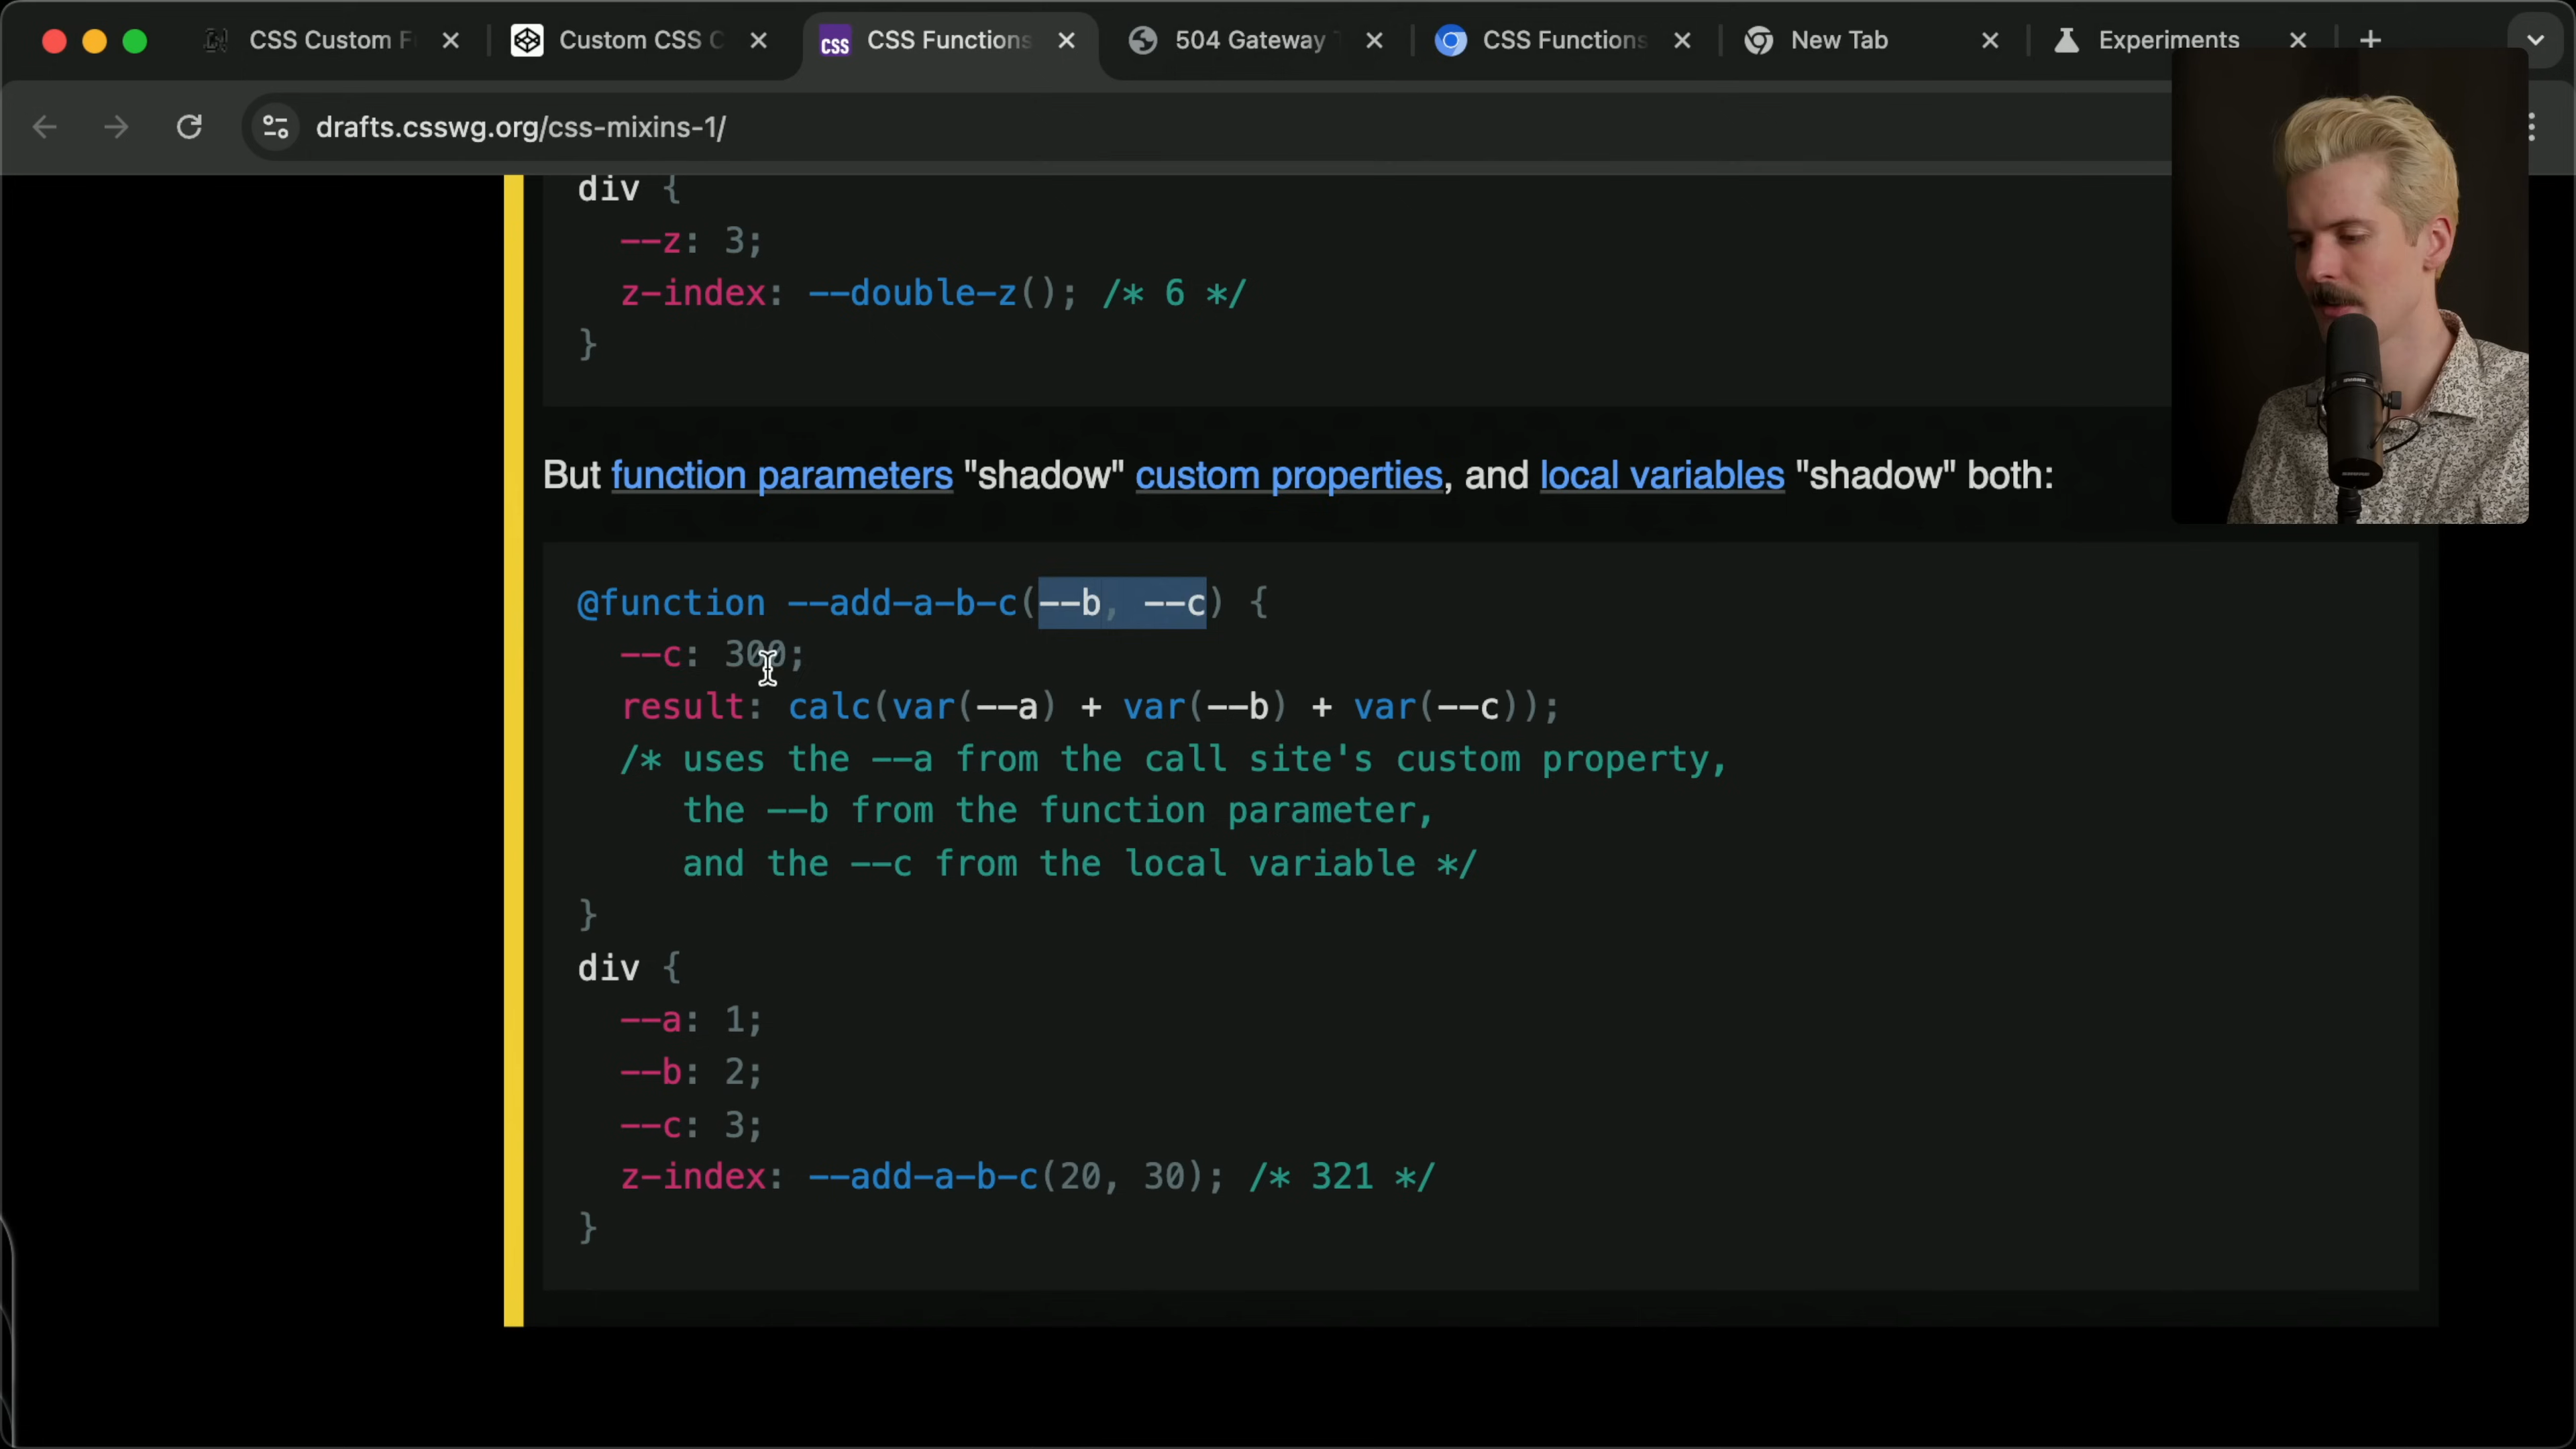 CSS Custom F
Custom CSS C
CSS Functions
504 Gateway T
CSS Functions
New Tab
Experiments
drafts.csswg.org/css-mixins-1/
div {
--z: 3;
z-index: --double-z(); /* 6 */
}
But function parameters "shadow" custom properties, and local variables "shadow" both:
@function --add-a-b-c(--b, --c) {
--c: 300;
result: calc(var(--a) + var(--b) + var(--c));
/* uses the --a from the call site's custom property,
the --b from the function parameter,
and the --c from the local variable */
}
div {
--a: 1;
--b: 2;
--c: 3;
z-index: --add-a-b-c(20, 30); /* 321 */
}